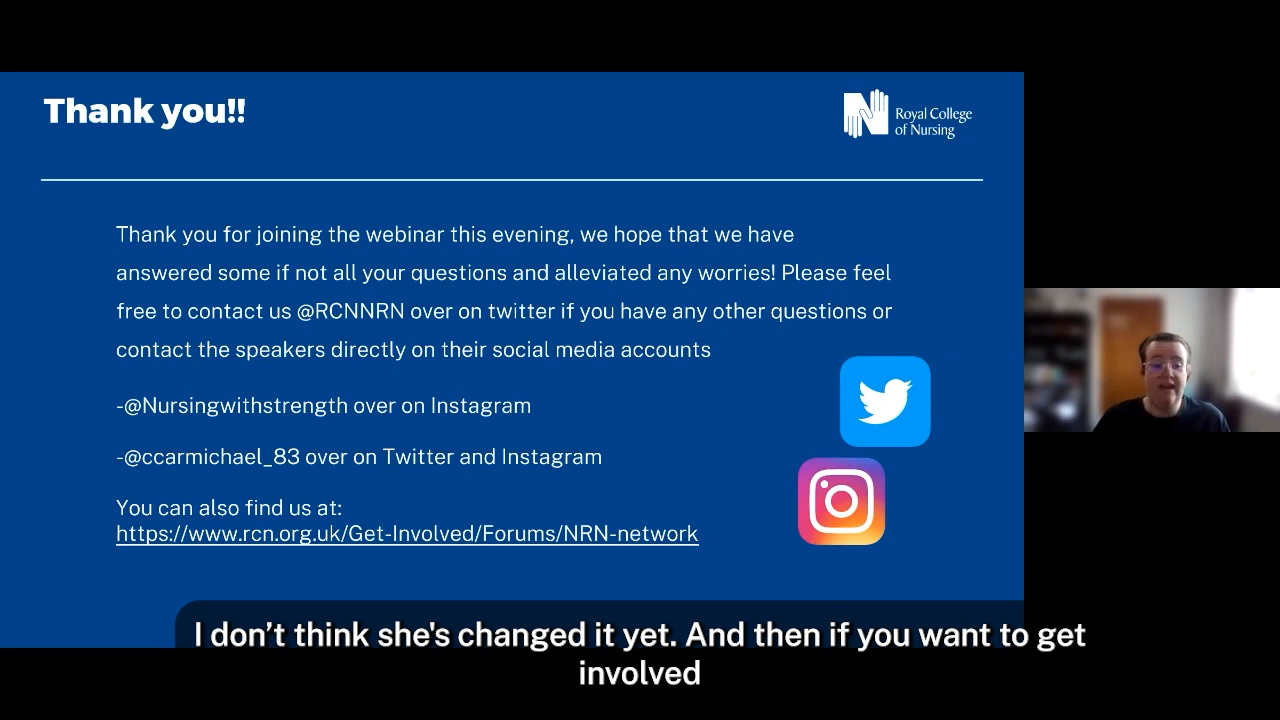 Thank you!!
Royal College
of Nursing
Thank you for joining the webinar this evening, we hope that we have
answered some if not all your questions and alleviated any worries! Please feel
free to contact us @RCNNRN over on twitter if you have any other questions or
contact the speakers directly on their social media accounts
-@Nursingwithstrength over on Instagram
-@ccarmichael_83 over on Twitter and Instagram
You can also find us at:
https://www.rcn.org.uk/Get-Involved/Forums/NRN-network
I don’t think she's changed it yet. And then if you want to get
involved